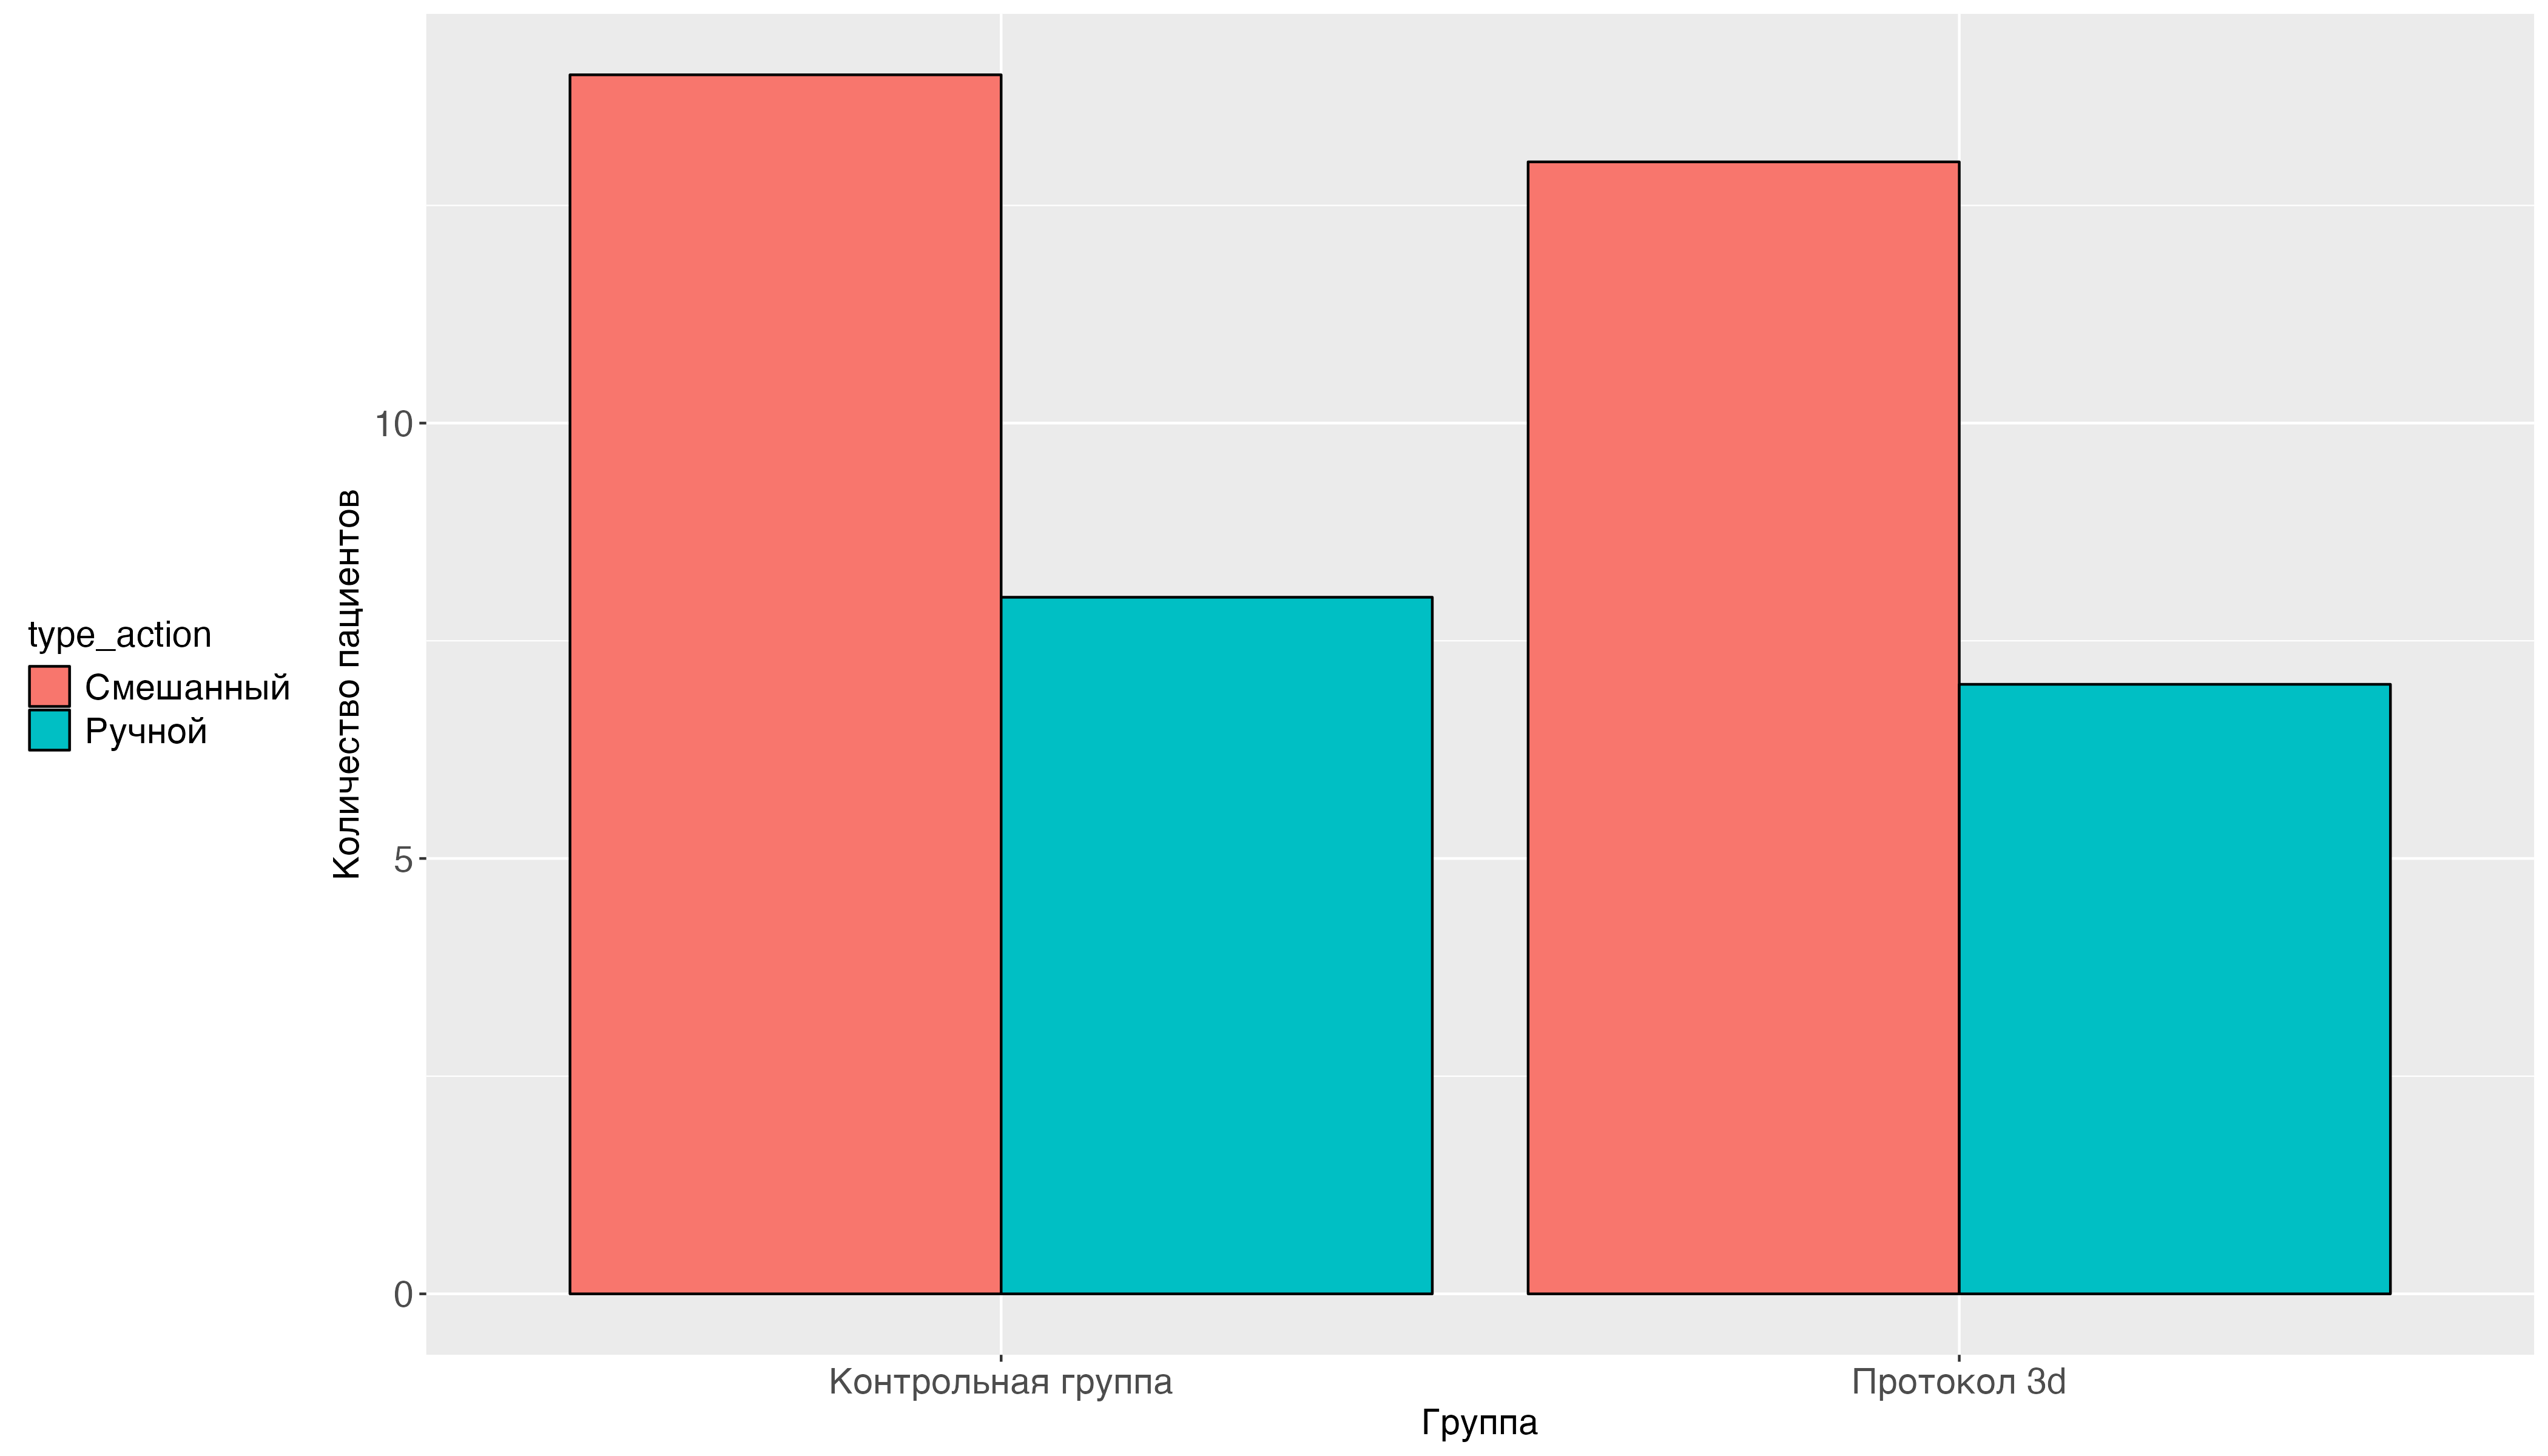 type_action
Смешанный
Ручной
Количество пациентов
10
5
0
Контрольная группа
Протокол 3d
Группа